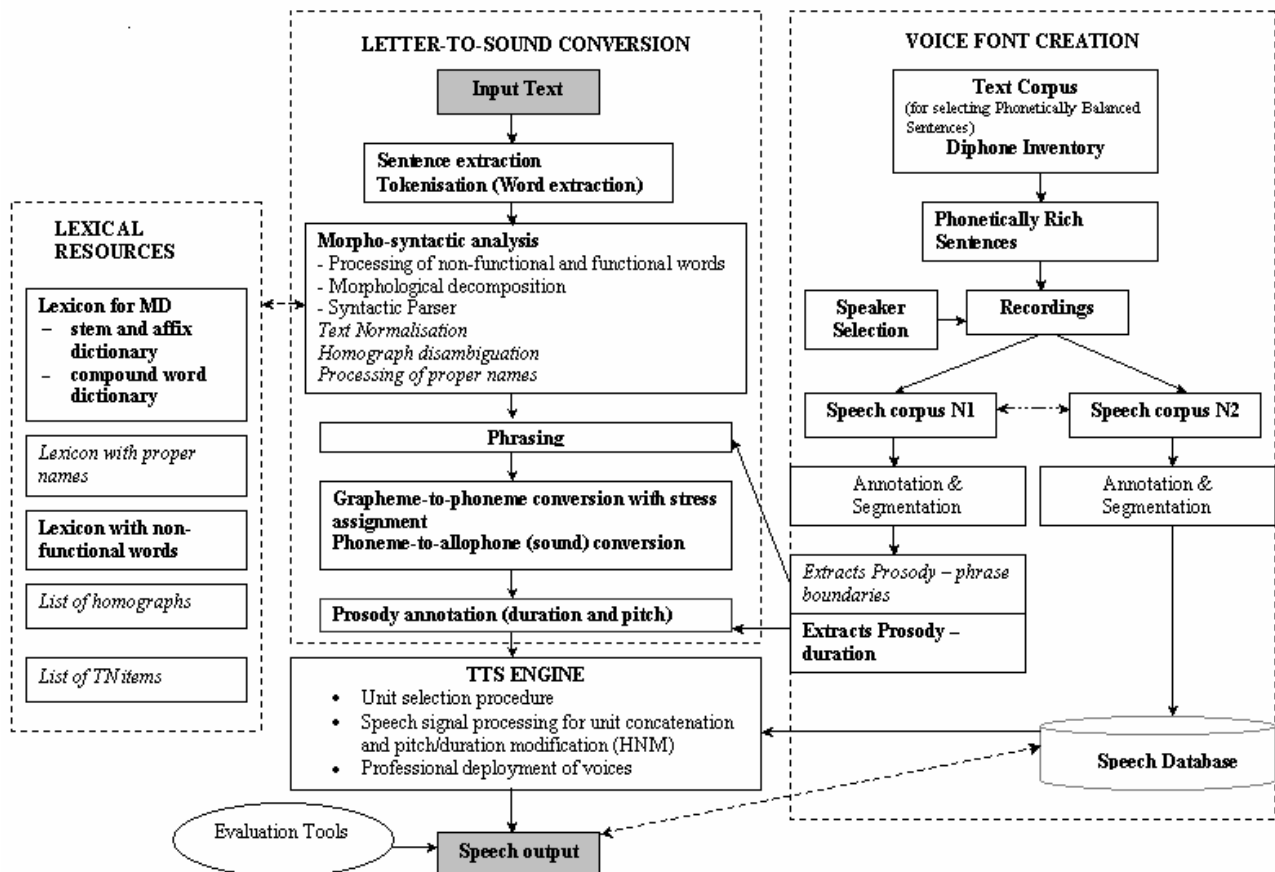 LETTER-TO-SOUND CONVERSION
Input Text
Sentence extraction
Tokenisation (Word extraction)
Morpho-syntactic analysis
- Processing of non-functional and functional words
- Morphological decomposition
- Syntactic Parser
Text Normalisation
Homograph disambiguation
Processing of proper names
Phrasing
Grapheme-to-phoneme conversion with stress
assignment
Phoneme-to-allophone (sound) conversion
Prosody annotation (duration and pitch)
LEXICAL
RESOURCES
Lexicon for MD
– stem and affix
dictionary
– compound word
dictionary
Lexicon with proper
names
Lexicon with non-
functional words
List of homographs
List of TN items
VOICE FONT CREATION
Text Corpus
(for selecting Phonetically Balanced
Sentences)
Diphone Inventory
Phonetically Rich
Sentences
Speaker
Selection
Recordings
Speech corpus N1
Speech corpus N2
Annotation &
Segmentation
Annotation &
Segmentation
Extracts Prosody – phrase
boundaries
Extracts Prosody –
duration
Speech Database
TTS ENGINE
• Unit selection procedure
• Speech signal processing for unit concatenation
and pitch/duration modification (HNM)
• Professional deployment of voices
Evaluation Tools
Speech output